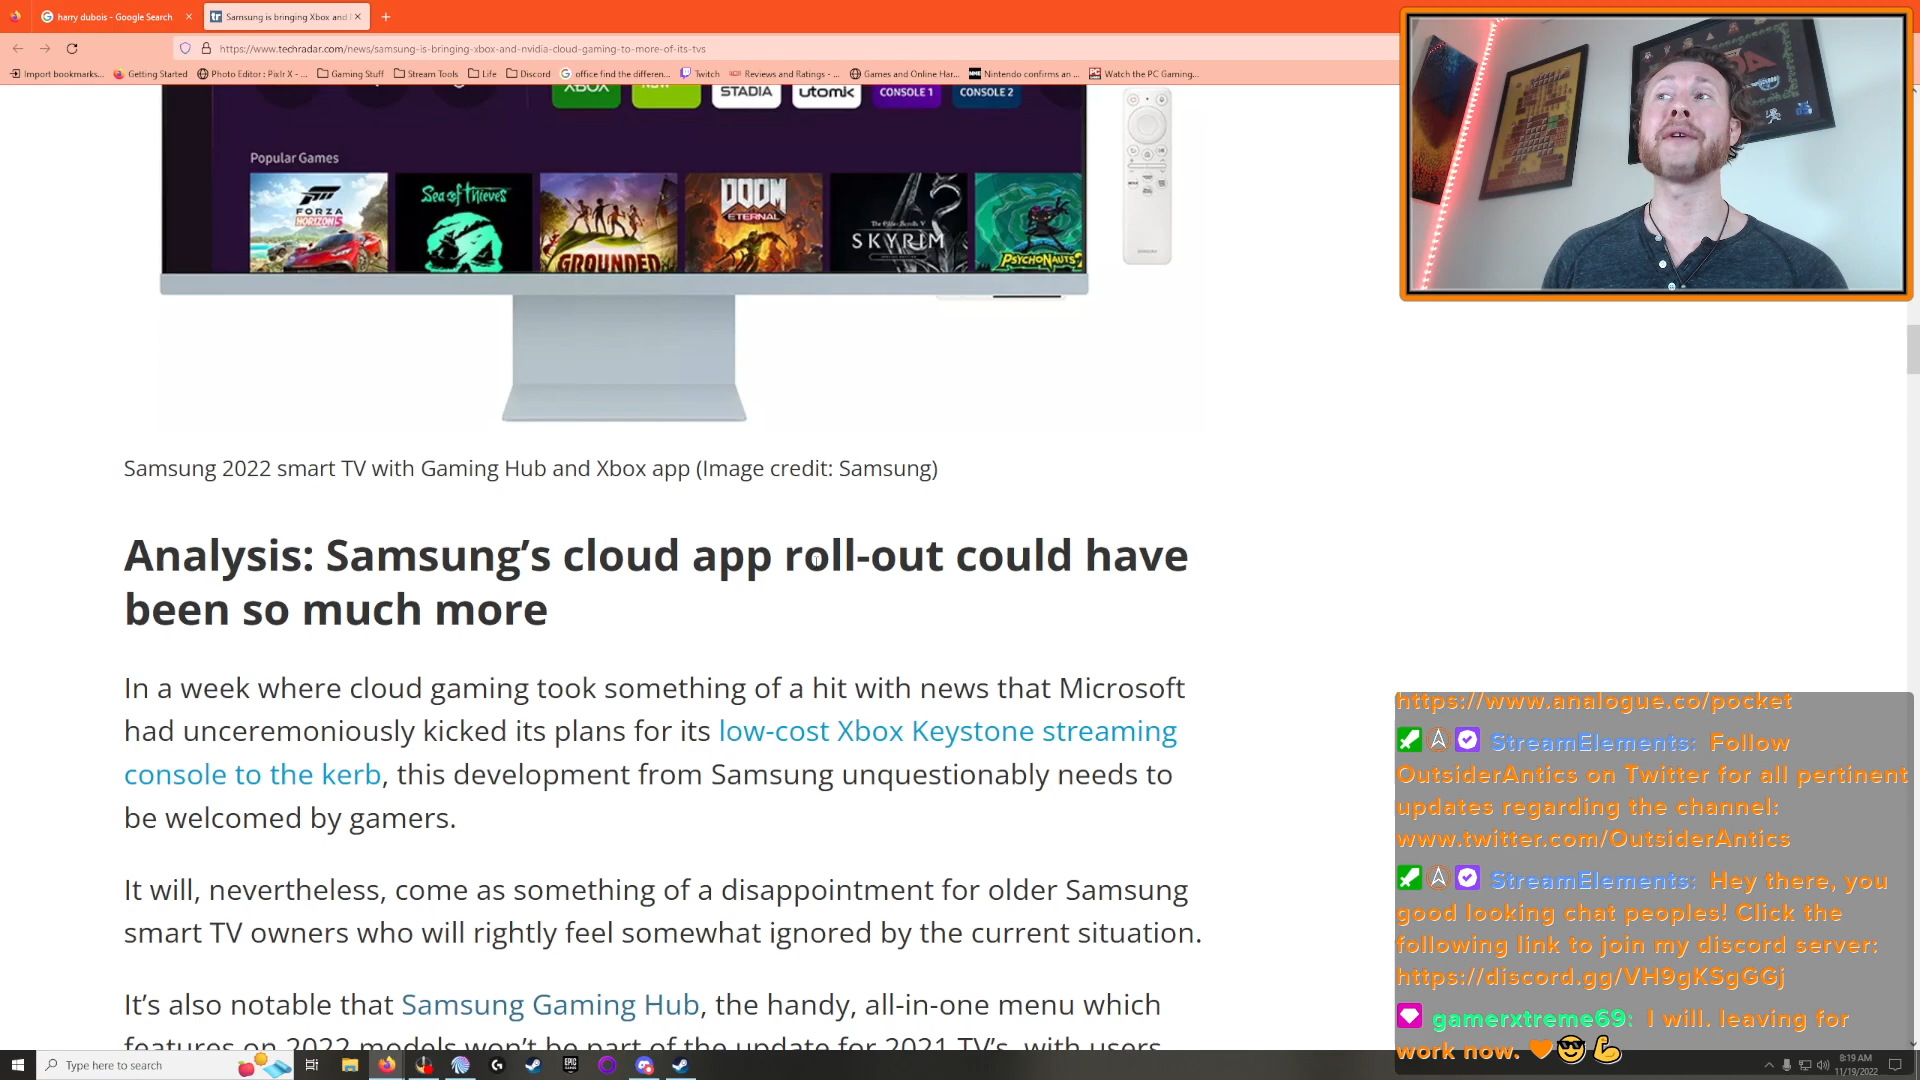 harry dubois - Google Search
Samsung is bringing Xbox and
https://www.techradar.com/news/samsung-is-bringing-xbox-and-nvidia-cloud-gaming-to-more-of-its-tvs
Import bookmarks...
Getting Started
Photo Editor : Pixlr X - ...
Gaming Stuff
Stream Tools
Life
Discord
office find the differen...
Twitch
Reviews and Ratings - ...
Games and Online Har...
Nintendo confirms an ...
Watch the PC Gaming...
XBOX
STADIA
utomik
CONSOLE 1
CONSOLE 2
Popular Games
FORZA
HORIZON 5
Sea of Thieves
GROUNDED
DOOM
ETERNAL
The Elder Scrolls V
SKYRIM
PSYCHONAUTS 2
Samsung 2022 smart TV with Gaming Hub and Xbox app (Image credit: Samsung)
Analysis: Samsung’s cloud app roll-out could have
been so much more
In a week where cloud gaming took something of a hit with news that Microsoft
had unceremoniously kicked its plans for its low-cost Xbox Keystone streaming
console to the kerb, this development from Samsung unquestionably needs to
be welcomed by gamers.
It will, nevertheless, come as something of a disappointment for older Samsung
smart TV owners who will rightly feel somewhat ignored by the current situation.
It’s also notable that Samsung Gaming Hub, the handy, all-in-one menu which
features on 2022 models won’t be part of the update for 2021 TV’s, with users
https://www.analogue.co/pocket
StreamElements: Follow
OutsiderAntics on Twitter for all pertinent
updates regarding the channel:
www.twitter.com/OutsiderAntics
StreamElements: Hey there, you
good looking chat peoples! Click the
following link to join my discord server:
https://discord.gg/VH9gKSgGGj
gamerxtreme69: I will. leaving for
work now. 🧡😎💪
Type here to search
8:19 AM
11/19/2022